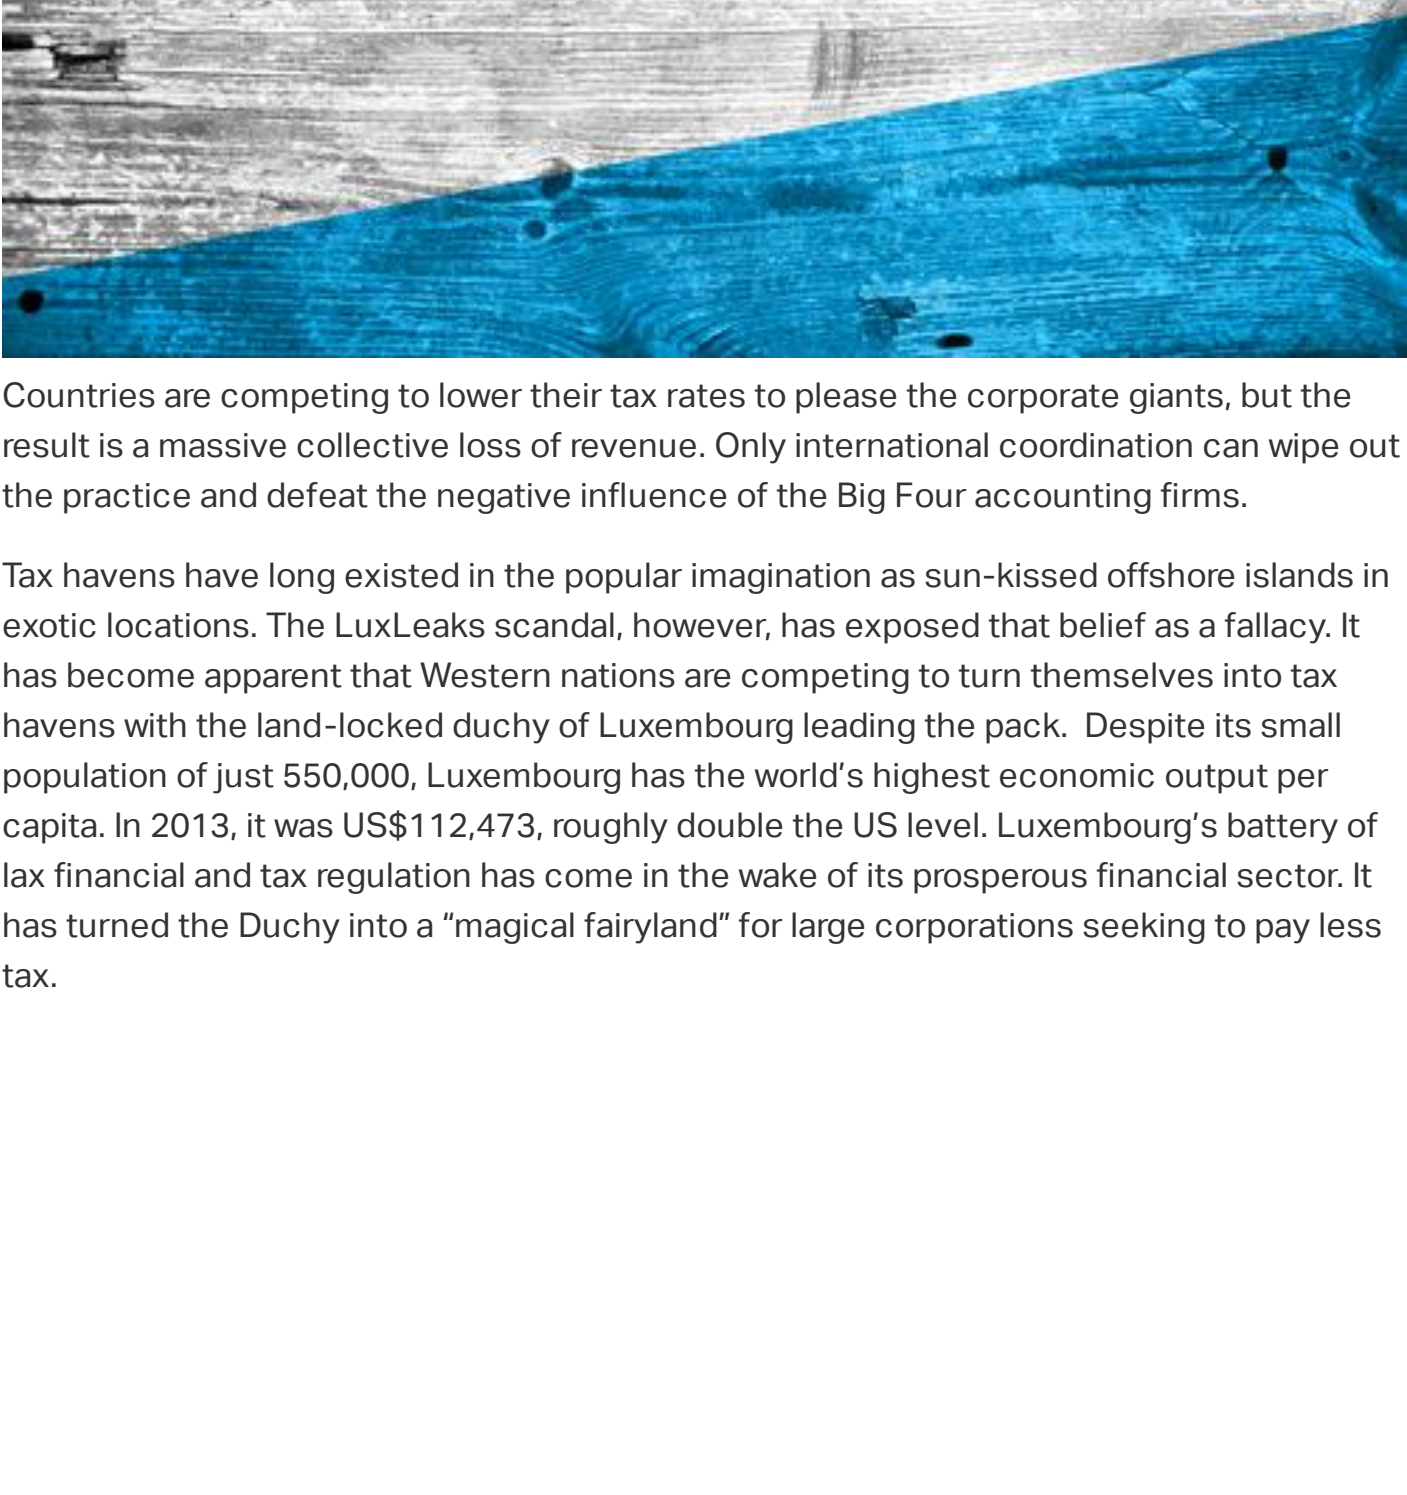 Countries are competing to lower their tax rates to please the corporate giants, but the
result is a massive collective loss of revenue. Only international coordination can wipe out
the practice and defeat the negative influence of the Big Four accounting firms.
Tax havens have long existed in the popular imagination as sun-kissed offshore islands in
exotic locations. The LuxLeaks scandal, however, has exposed that belief as a fallacy. It
has become apparent that Western nations are competing to turn themselves into tax
havens with the land-locked duchy of Luxembourg leading the pack.  Despite its small
population of just 550,000, Luxembourg has the world’s highest economic output per
capita. In 2013, it was US$112,473, roughly double the US level. Luxembourg’s battery of
lax financial and tax regulation has come in the wake of its prosperous financial sector. It
has turned the Duchy into a “magical fairyland” for large corporations seeking to pay less
tax.